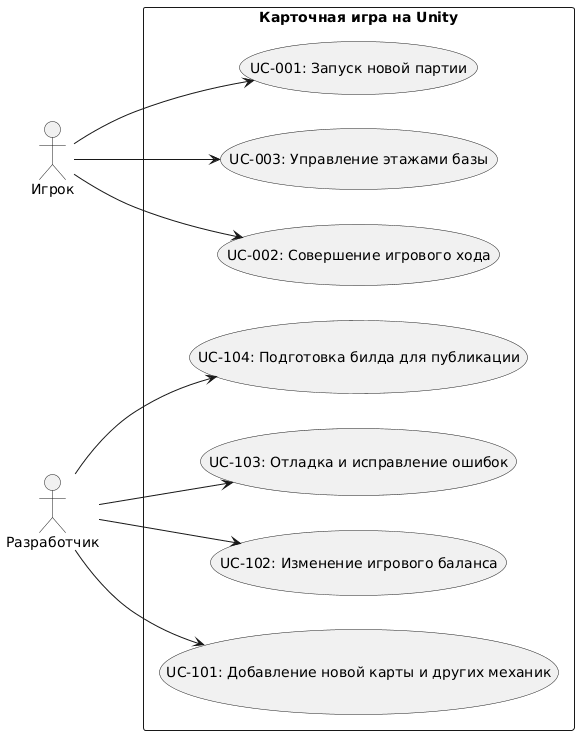 Карточная игра на Unity
UC-001: Запуск новой партии
UC-003: Управление этажами базы
Игрок
UC-002: Совершение игрового хода
UC-104: Подготовка билда для публикации
UC-103: Отладка и исправление ошибок
Разработчик
UC-102: Изменение игрового баланса
UC-101: Добавление новой карты и других механик